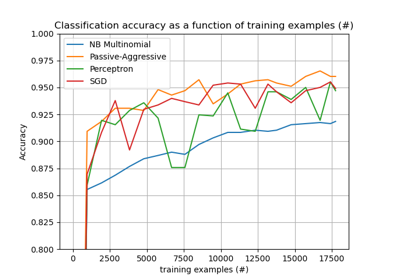 Classification accuracy as a function of training examples (#)
1.000
0.975
0.950
0.925
0.900
0.875
0.850
0.825
0.800
Accuracy
NB Multinomial
Passive-Aggressive
Perceptron
SGD
0 2500 5000 7500 10000 12500 15000 17500
training examples (#)